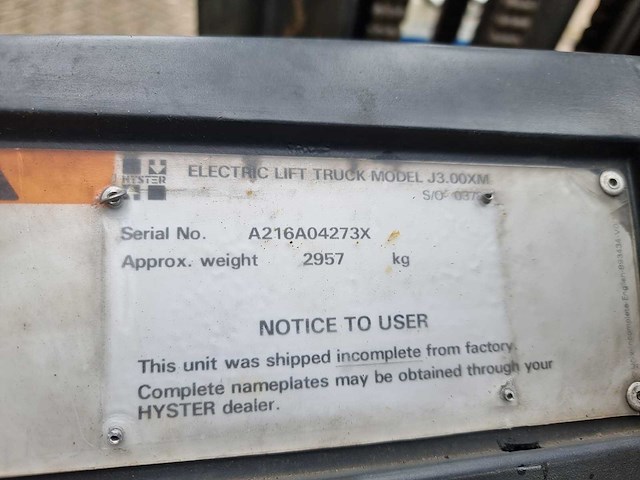 HYSTER
ELECTRIC LIFT TRUCK MODEL J3.00XM
Serial No. A216A04273X
Approx. weight 2957 kg
NOTICE TO USER
This unit was shipped incomplete from factory.
Complete nameplates may be obtained through your
HYSTER dealer.